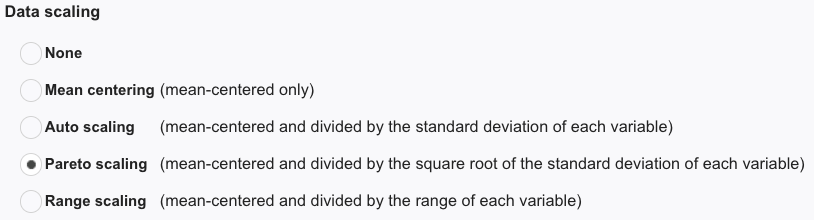 Data scaling
None
Mean centering (mean-centered only)
Auto scaling (mean-centered and divided by the standard deviation of each variable)
Pareto scaling (mean-centered and divided by the square root of the standard deviation of each variable)
Range scaling (mean-centered and divided by the range of each variable)